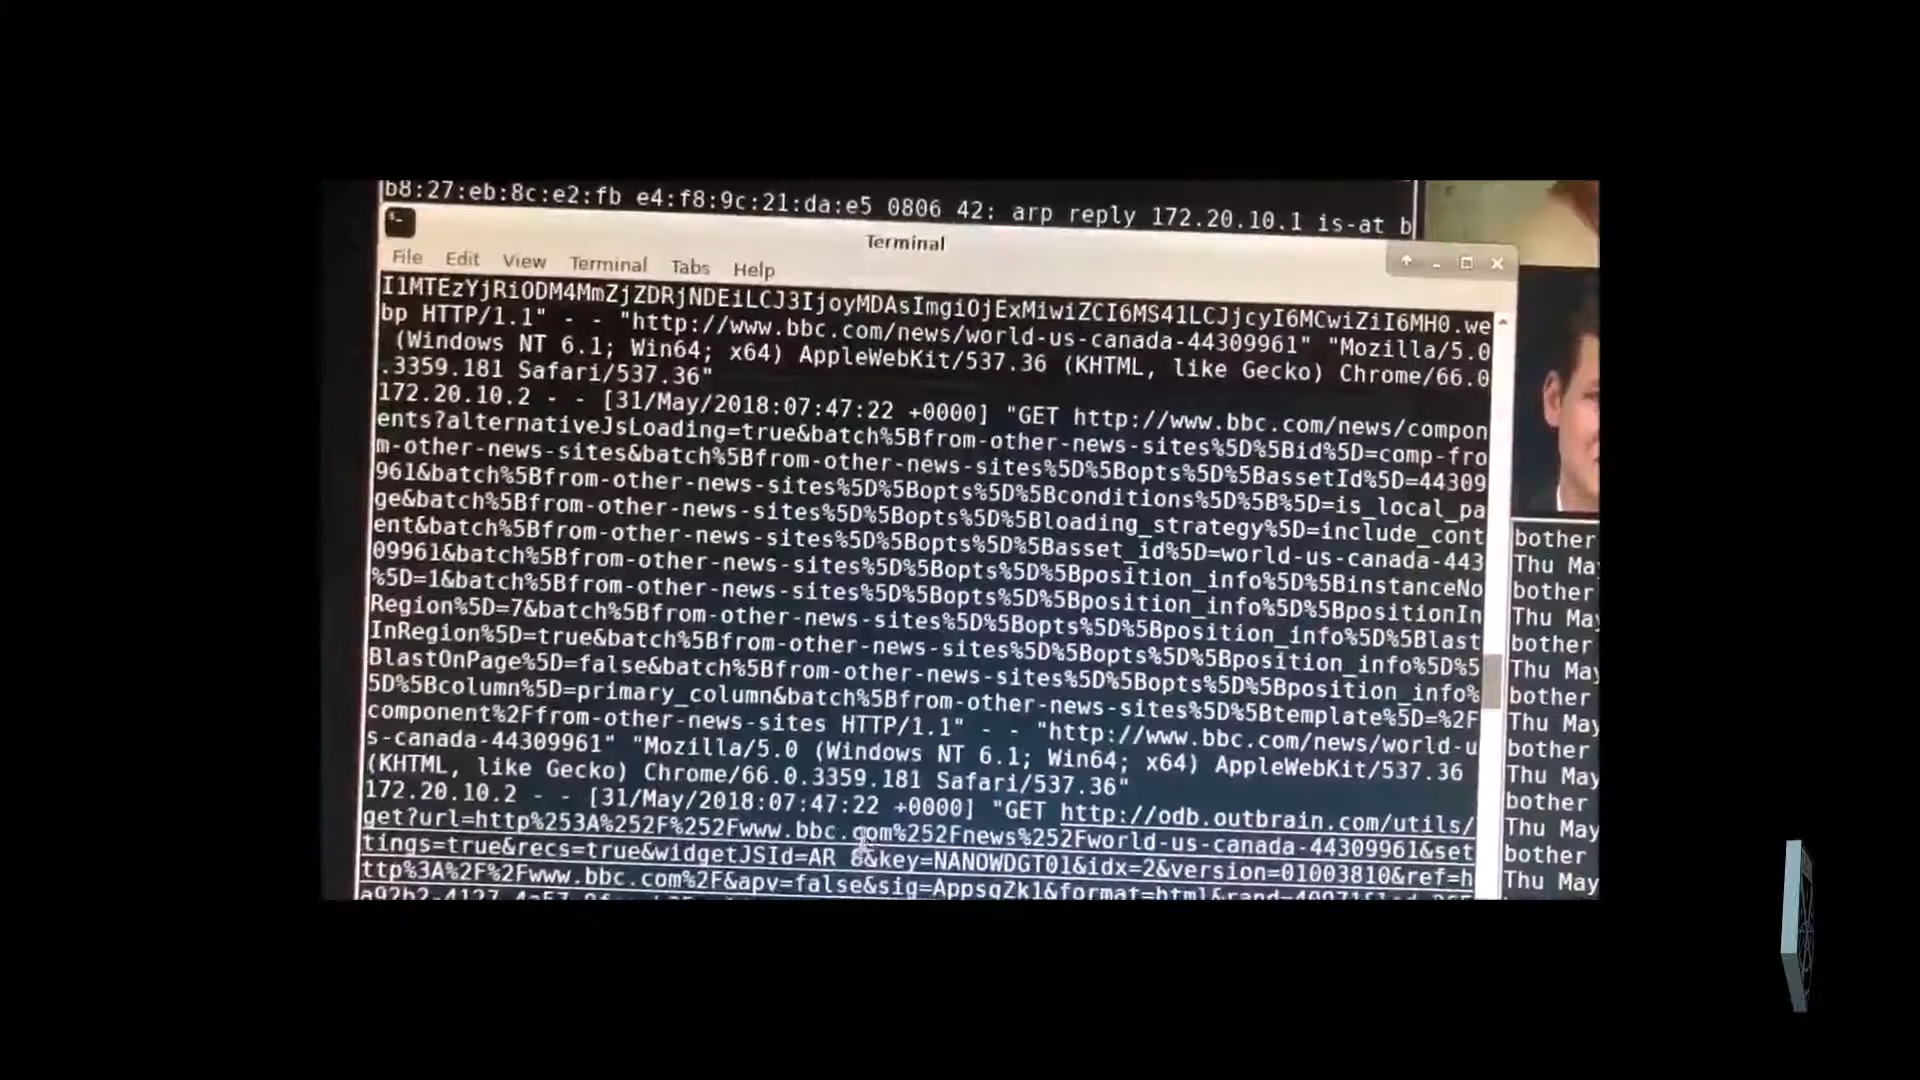 b8:27:eb:8c:e2:fb e4:f8:9c:21:da:e5 0806 42: arp reply 172.20.10.1 is-at b
Terminal
File Edit View Terminal Tabs Help
I1MTEzYjRiODM4MmZjZDRjNDEiLCJ3IjoyMDAsImgiOjExMiwiZCI6MS41LCJjcyI6MCwiZiI6MH0.we
bp HTTP/1.1" - - "http://www.bbc.com/news/world-us-canada-44309961" "Mozilla/5.0
(Windows NT 6.1; Win64; x64) AppleWebKit/537.36 (KHTML, like Gecko) Chrome/66.0
.3359.181 Safari/537.36"
172.20.10.2 - - [31/May/2018:07:47:22 +0000] "GET http://www.bbc.com/news/compon
ents?alternativeJsLoading=true&batch%5Bfrom-other-news-sites%5D%5Bid%5D=comp-fro
m-other-news-sites&batch%5Bfrom-other-news-sites%5D%5Bopts%5D%5BassetId%5D=44309
961&batch%5Bfrom-other-news-sites%5D%5Bopts%5D%5Bconditions%5D%5B%5D=is_local_pa
ge&batch%5Bfrom-other-news-sites%5D%5Bopts%5D%5Bloading_strategy%5D=include_cont
ent&batch%5Bfrom-other-news-sites%5D%5Bopts%5D%5Basset_id%5D=world-us-canada-443
09961&batch%5Bfrom-other-news-sites%5D%5Bopts%5D%5Bposition_info%5D%5BinstanceNo
%5D=1&batch%5Bfrom-other-news-sites%5D%5Bopts%5D%5Bposition_info%5D%5BpositionIn
Region%5D=7&batch%5Bfrom-other-news-sites%5D%5Bopts%5D%5Bposition_info%5D%5Blast
InRegion%5D=true&batch%5Bfrom-other-news-sites%5D%5Bopts%5D%5Bposition_info%5D%5
BlastOnPage%5D=false&batch%5Bfrom-other-news-sites%5D%5Bopts%5D%5Bposition_info%
5D%5Bcolumn%5D=primary_column&batch%5Bfrom-other-news-sites%5D%5Btemplate%5D=%2F
component%2Ffrom-other-news-sites HTTP/1.1" - - "http://www.bbc.com/news/world-u
s-canada-44309961" "Mozilla/5.0 (Windows NT 6.1; Win64; x64) AppleWebKit/537.36
(KHTML, like Gecko) Chrome/66.0.3359.181 Safari/537.36"
172.20.10.2 - - [31/May/2018:07:47:22 +0000] "GET http://odb.outbrain.com/utils/
get?url=http%253A%252F%252Fwww.bbc.com%252Fnews%252Fworld-us-canada-44309961&set
tings=true&recs=true&widgetJSId=AR_8&key=NANOWDGT01&idx=2&version=01003810&ref=h
ttp%3A%2F%2Fwww.bbc.com%2F&apv=false&sig=AppsqZk1&format=html
bother
Thu May
bother
Thu May
bother
Thu May
bother
Thu May
bother
Thu May
bother
Thu May
bother
Thu May